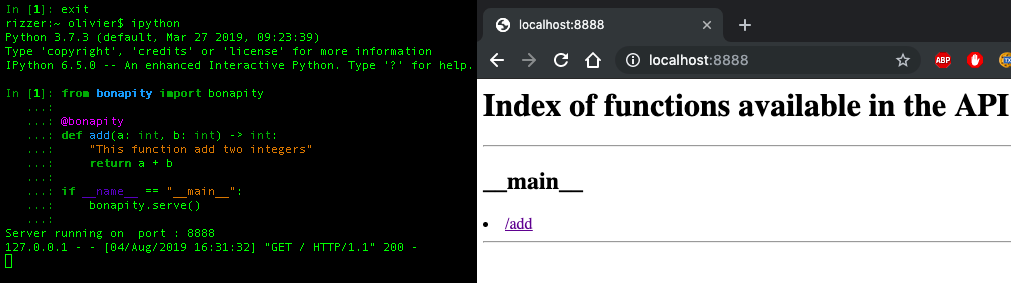 In [1]: exit
rizzer:~ olivier$ ipython
Python 3.7.3 (default, Mar 27 2019, 09:23:39)
Type 'copyright', 'credits' or 'license' for more information
IPython 6.5.0 -- An enhanced Interactive Python. Type '?' for help.
In [1]: from bonapity import bonapity
...:
...: @bonapity
...: def add(a: int, b: int) -> int:
...:     "This function add two integers"
...:     return a + b
...:
...: if __name__ == "__main__":
...:     bonapity.serve()
...:
Server running on  port : 8888
127.0.0.1 - - [04/Aug/2019 16:31:32] "GET / HTTP/1.1" 200 -
localhost:8888
localhost:8888
ABP
Index of functions available in the API
__main__
/add